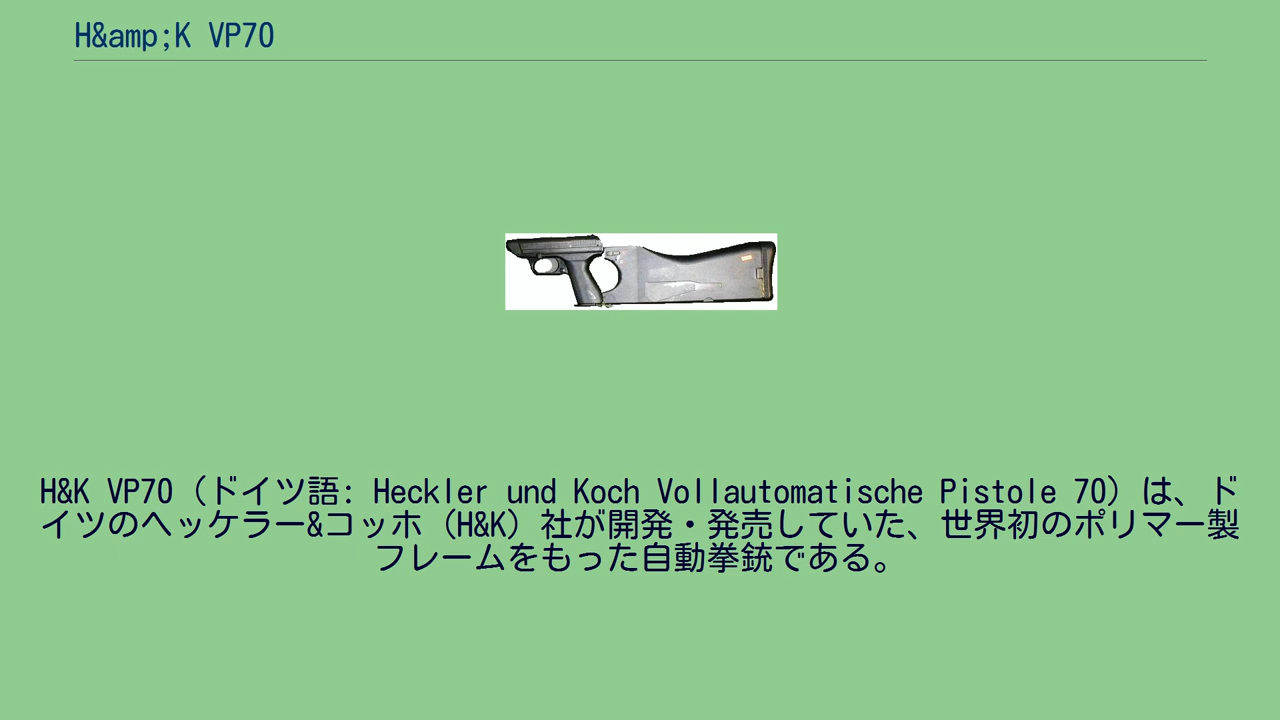 H&amp;K VP70
H&K VP70（ドイツ語: Heckler und Koch Vollautomatische Pistole 70）は、ド
イツのヘッケラー&コッホ（H&K）社が開発・発売していた、世界初のポリマー製
フレームをもった自動拳銃である。